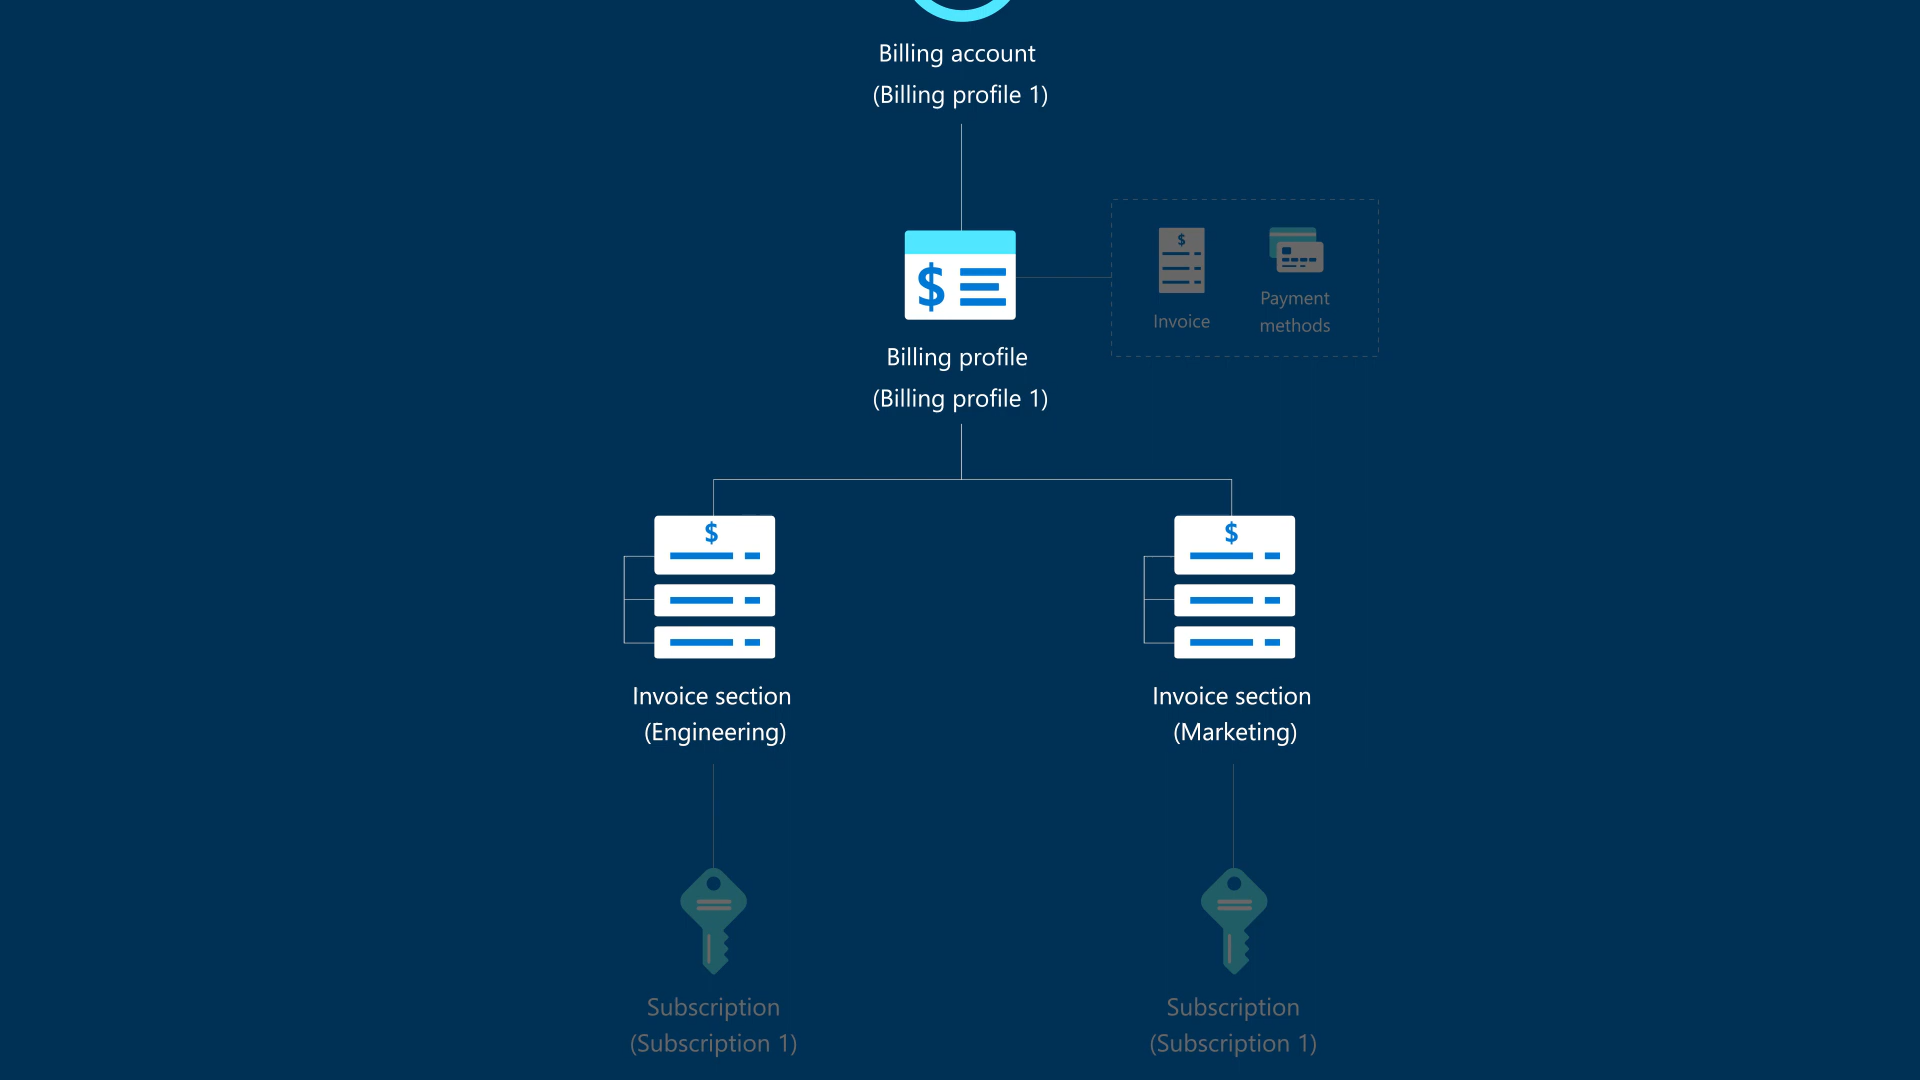 Billing account
(Billing profile 1)
$
Invoice
Payment
methods
$
Billing profile
(Billing profile 1)
$
Invoice section
(Engineering)
$
Invoice section
(Marketing)
Subscription
(Subscription 1)
Subscription
(Subscription 1)